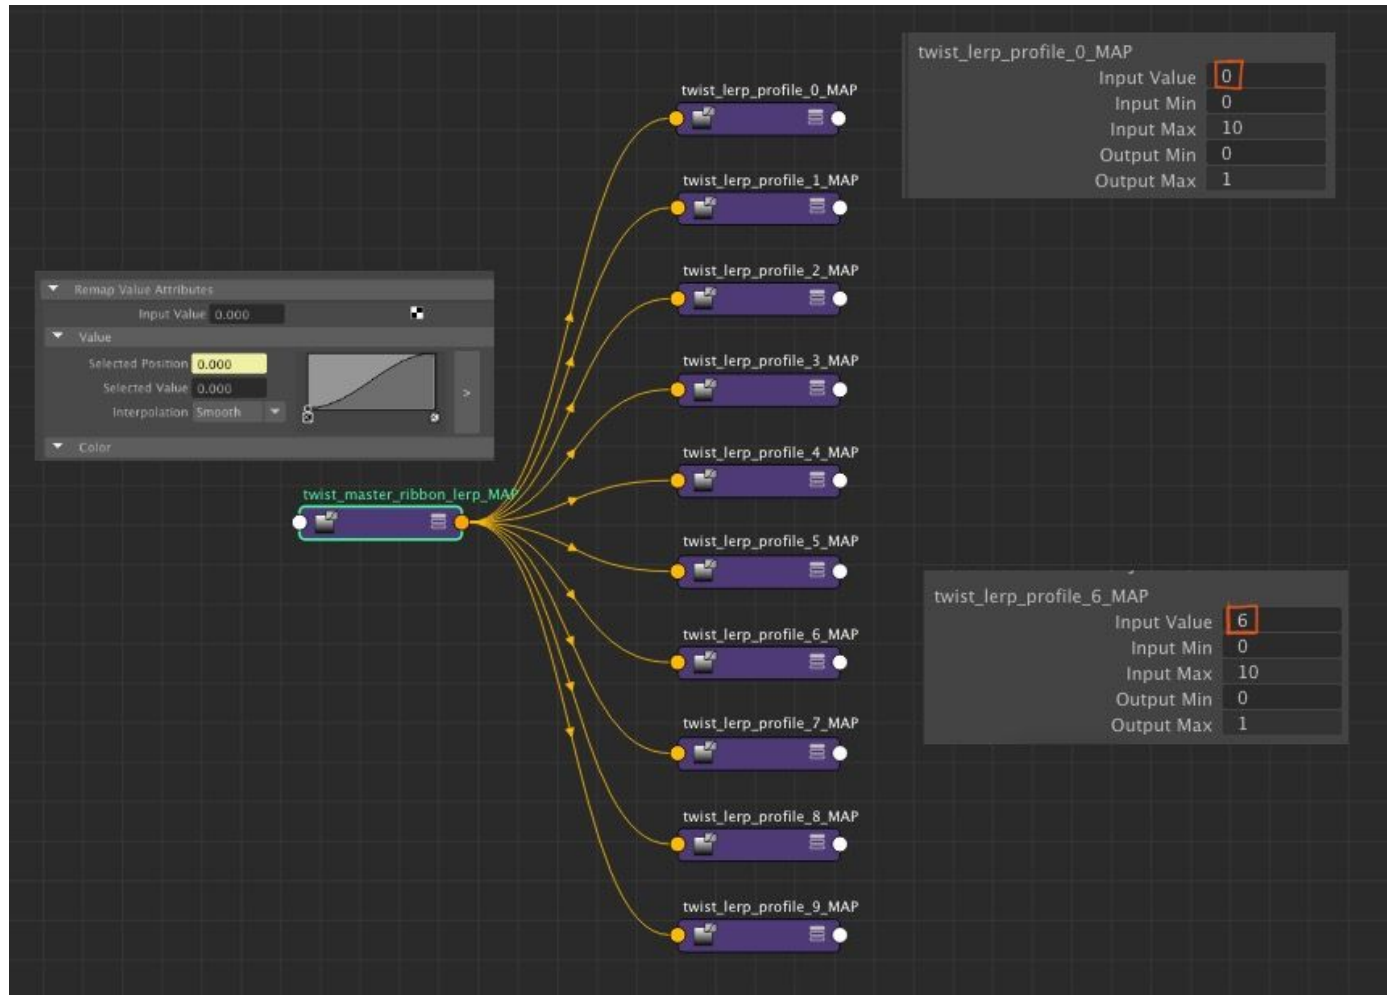 twist_lerp_profile_0_MAP
Input Value 0
Input Min 0
Input Max 10
Output Min 0
Output Max 1
twist_lerp_profile_0_MAP
twist_lerp_profile_1_MAP
twist_lerp_profile_2_MAP
twist_lerp_profile_3_MAP
twist_lerp_profile_4_MAP
twist_lerp_profile_5_MAP
twist_lerp_profile_6_MAP
twist_lerp_profile_7_MAP
twist_lerp_profile_8_MAP
twist_lerp_profile_9_MAP
Remap Value Attributes
Input Value 0.000
Value
Selected Position 0.000
Selected Value 0.000
Interpolation Smooth
>
Color
twist_master_ribbon_lerp_MAP
twist_lerp_profile_6_MAP
Input Value 6
Input Min 0
Input Max 10
Output Min 0
Output Max 1